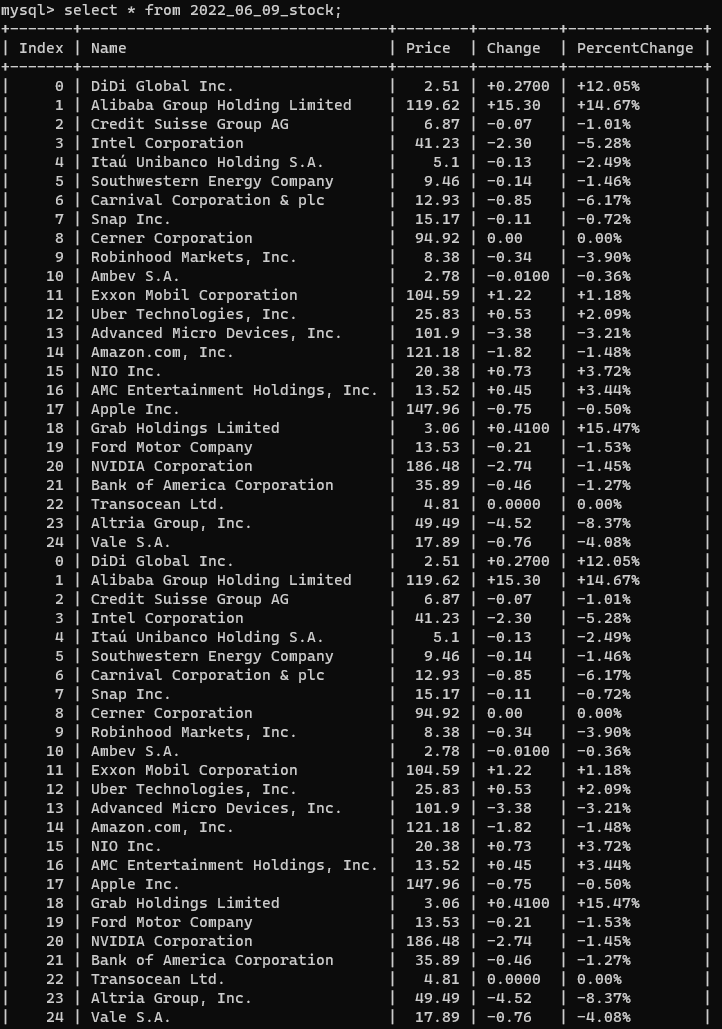 mysql> select * from 2022_06_09_stock;
+-------+----------------------------------+--------+---------+---------------+
| Index | Name                             | Price  | Change  | PercentChange |
+-------+----------------------------------+--------+---------+---------------+
|     0 | DiDi Global Inc.                 |   2.51 | +0.2700 | +12.05%       |
|     1 | Alibaba Group Holding Limited    | 119.62 | +15.30  | +14.67%       |
|     2 | Credit Suisse Group AG           |   6.87 | -0.07   | -1.01%        |
|     3 | Intel Corporation                |  41.23 | -2.30   | -5.28%        |
|     4 | Itaú Unibanco Holding S.A.       |    5.1 | -0.13   | -2.49%        |
|     5 | Southwestern Energy Company      |   9.46 | -0.14   | -1.46%        |
|     6 | Carnival Corporation & plc       |  12.93 | -0.85   | -6.17%        |
|     7 | Snap Inc.                        |  15.17 | -0.11   | -0.72%        |
|     8 | Cerner Corporation               |  94.92 | 0.00    | 0.00%         |
|     9 | Robinhood Markets, Inc.          |   8.38 | -0.34   | -3.90%        |
|    10 | Ambev S.A.                       |   2.78 | -0.0100 | -0.36%        |
|    11 | Exxon Mobil Corporation          | 104.59 | +1.22   | +1.18%        |
|    12 | Uber Technologies, Inc.          |  25.83 | +0.53   | +2.09%        |
|    13 | Advanced Micro Devices, Inc.     |  101.9 | -3.38   | -3.21%        |
|    14 | Amazon.com, Inc.                 | 121.18 | -1.82   | -1.48%        |
|    15 | NIO Inc.                         |  20.38 | +0.73   | +3.72%        |
|    16 | AMC Entertainment Holdings, Inc. |  13.52 | +0.45   | +3.44%        |
|    17 | Apple Inc.                       | 147.96 | -0.75   | -0.50%        |
|    18 | Grab Holdings Limited            |   3.06 | +0.4100 | +15.47%       |
|    19 | Ford Motor Company               |  13.53 | -0.21   | -1.53%        |
|    20 | NVIDIA Corporation               | 186.48 | -2.74   | -1.45%        |
|    21 | Bank of America Corporation      |  35.89 | -0.46   | -1.27%        |
|    22 | Transocean Ltd.                  |   4.81 | 0.0000  | 0.00%         |
|    23 | Altria Group, Inc.               |  49.49 | -4.52   | -8.37%        |
|    24 | Vale S.A.                        |  17.89 | -0.76   | -4.08%        |
|     0 | DiDi Global Inc.                 |   2.51 | +0.2700 | +12.05%       |
|     1 | Alibaba Group Holding Limited    | 119.62 | +15.30  | +14.67%       |
|     2 | Credit Suisse Group AG           |   6.87 | -0.07   | -1.01%        |
|     3 | Intel Corporation                |  41.23 | -2.30   | -5.28%        |
|     4 | Itaú Unibanco Holding S.A.       |    5.1 | -0.13   | -2.49%        |
|     5 | Southwestern Energy Company      |   9.46 | -0.14   | -1.46%        |
|     6 | Carnival Corporation & plc       |  12.93 | -0.85   | -6.17%        |
|     7 | Snap Inc.                        |  15.17 | -0.11   | -0.72%        |
|     8 | Cerner Corporation               |  94.92 | 0.00    | 0.00%         |
|     9 | Robinhood Markets, Inc.          |   8.38 | -0.34   | -3.90%        |
|    10 | Ambev S.A.                       |   2.78 | -0.0100 | -0.36%        |
|    11 | Exxon Mobil Corporation          | 104.59 | +1.22   | +1.18%        |
|    12 | Uber Technologies, Inc.          |  25.83 | +0.53   | +2.09%        |
|    13 | Advanced Micro Devices, Inc.     |  101.9 | -3.38   | -3.21%        |
|    14 | Amazon.com, Inc.                 | 121.18 | -1.82   | -1.48%        |
|    15 | NIO Inc.                         |  20.38 | +0.73   | +3.72%        |
|    16 | AMC Entertainment Holdings, Inc. |  13.52 | +0.45   | +3.44%        |
|    17 | Apple Inc.                       | 147.96 | -0.75   | -0.50%        |
|    18 | Grab Holdings Limited            |   3.06 | +0.4100 | +15.47%       |
|    19 | Ford Motor Company               |  13.53 | -0.21   | -1.53%        |
|    20 | NVIDIA Corporation               | 186.48 | -2.74   | -1.45%        |
|    21 | Bank of America Corporation      |  35.89 | -0.46   | -1.27%        |
|    22 | Transocean Ltd.                  |   4.81 | 0.0000  | 0.00%         |
|    23 | Altria Group, Inc.               |  49.49 | -4.52   | -8.37%        |
|    24 | Vale S.A.                        |  17.89 | -0.76   | -4.08%        |